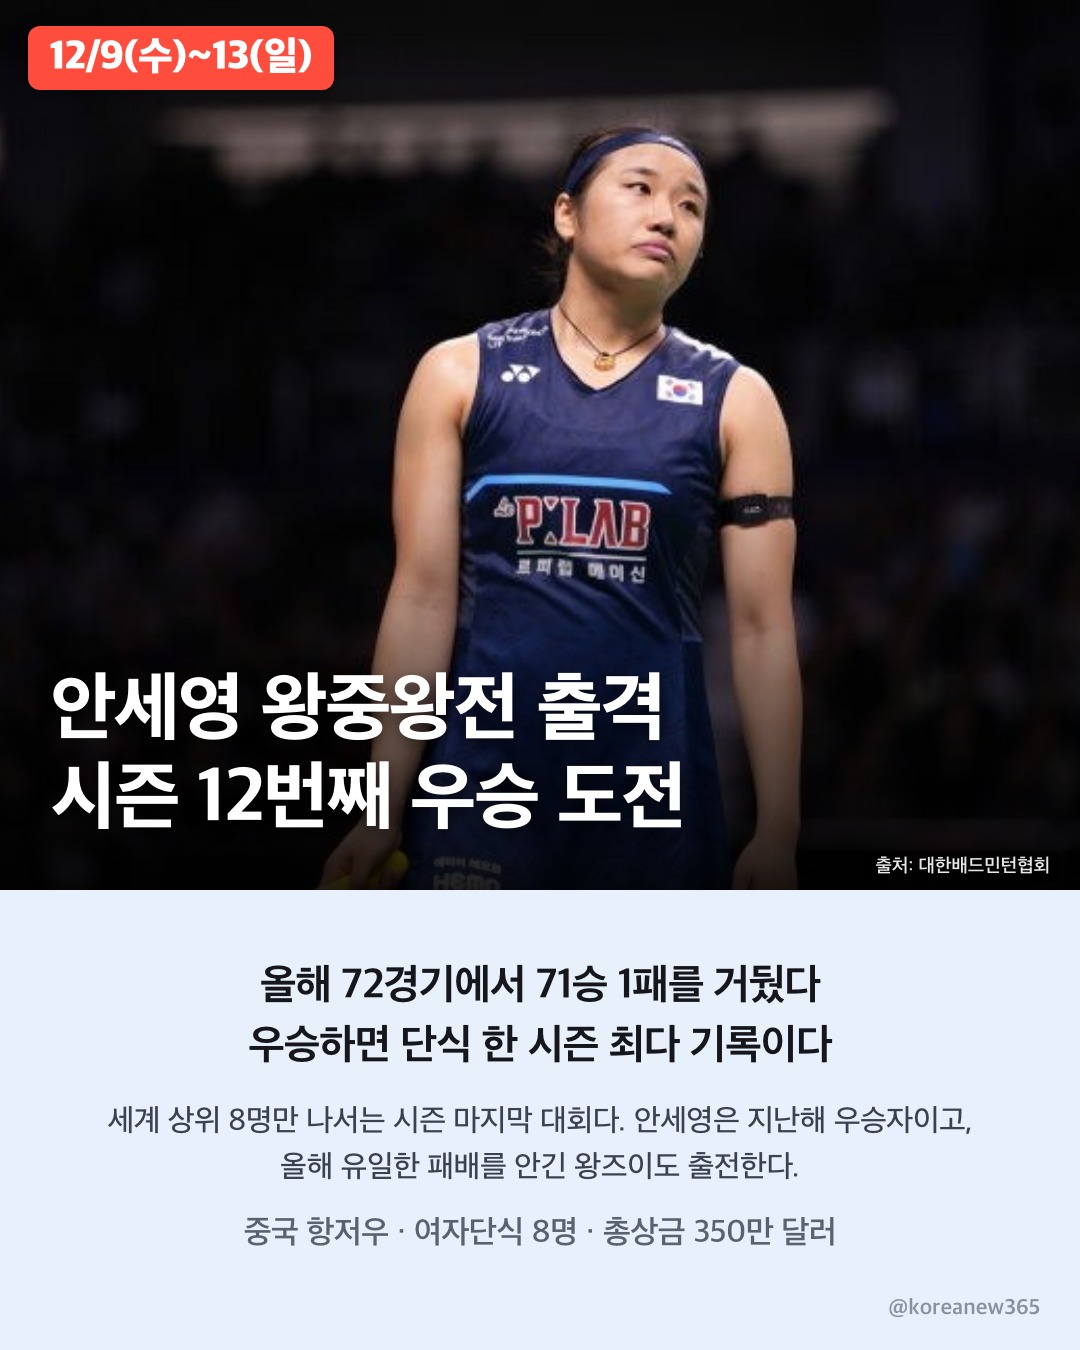 12/9(수)~13(일)
P:LAB
르피랩 메이신
안세영 왕중왕전 출격
시즌 12번째 우승 도전
출처: 대한배드민턴협회
올해 72경기에서 71승 1패를 거뒀다
우승하면 단식 한 시즌 최다 기록이다
세계 상위 8명만 나서는 시즌 마지막 대회다. 안세영은 지난해 우승자이고,
올해 유일한 패배를 안긴 왕즈이도 출전한다.
중국 항저우 · 여자단식 8명 · 총상금 350만 달러
@koreanew365